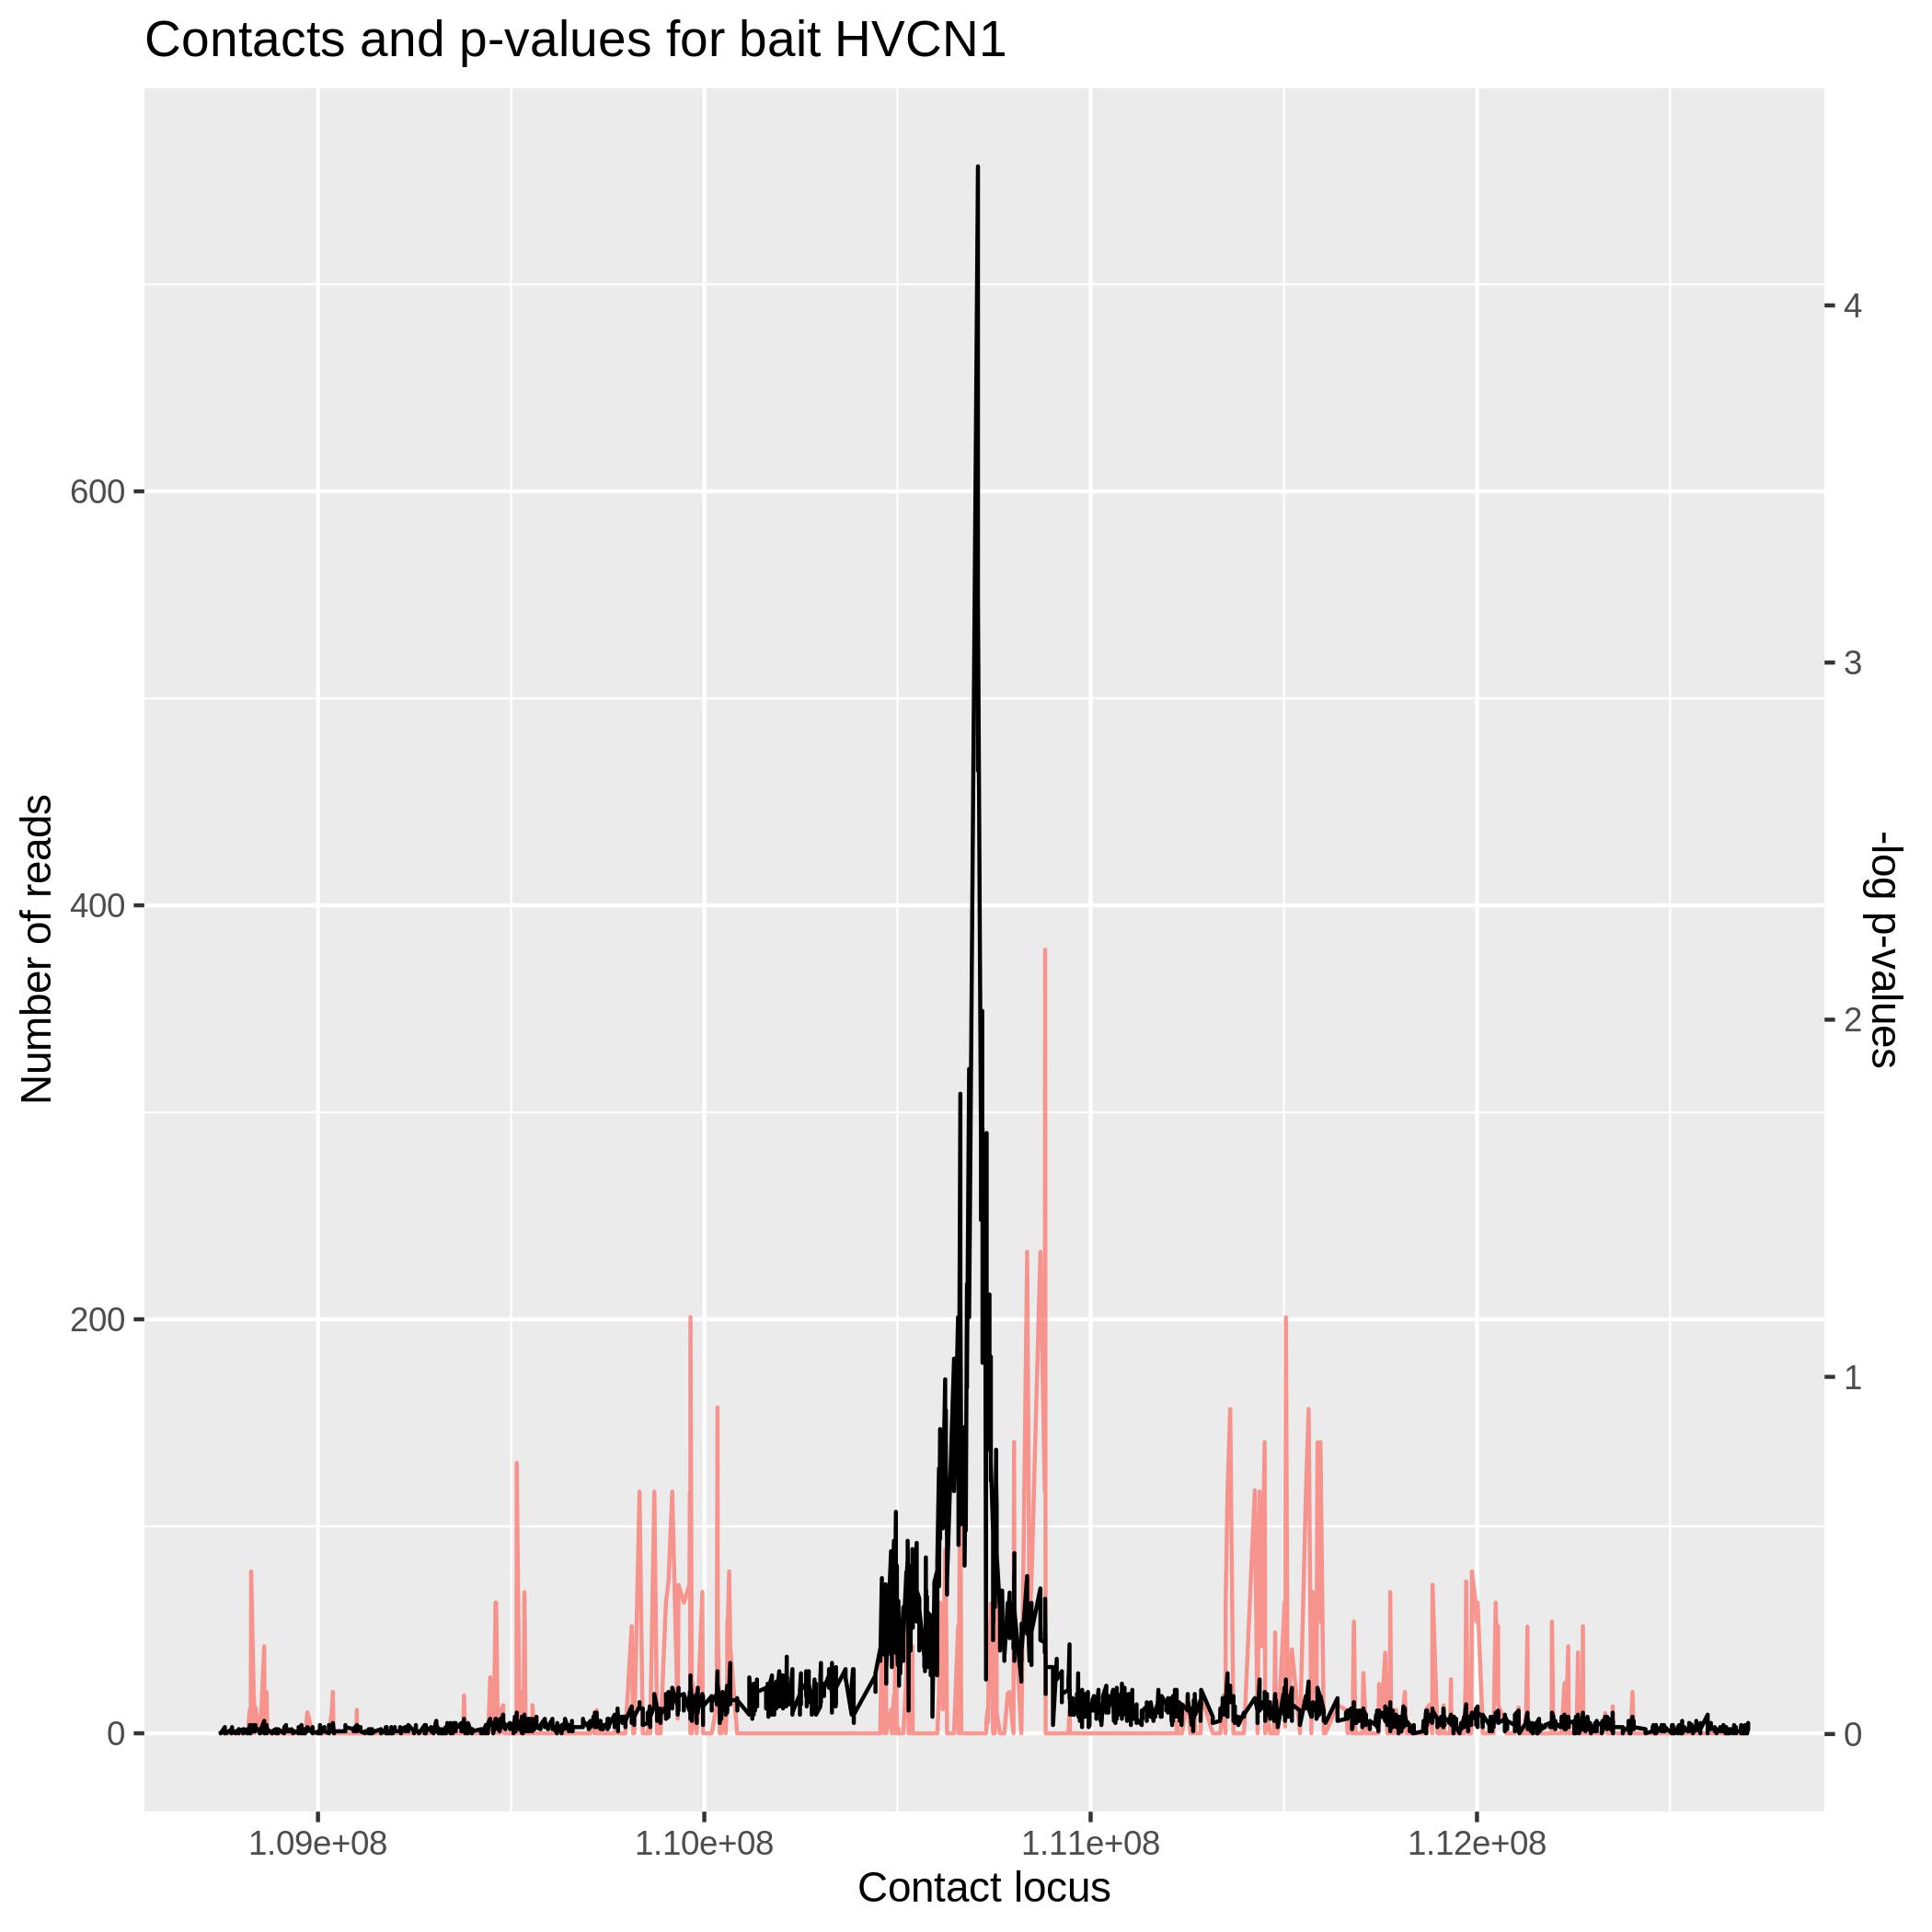 Contacts and p-values for bait HVCN1
Number of reads
600
400
200
0
4
3
2
1
0
-log p-values
1.09e+08
1.10e+08
1.11e+08
1.12e+08
Contact locus